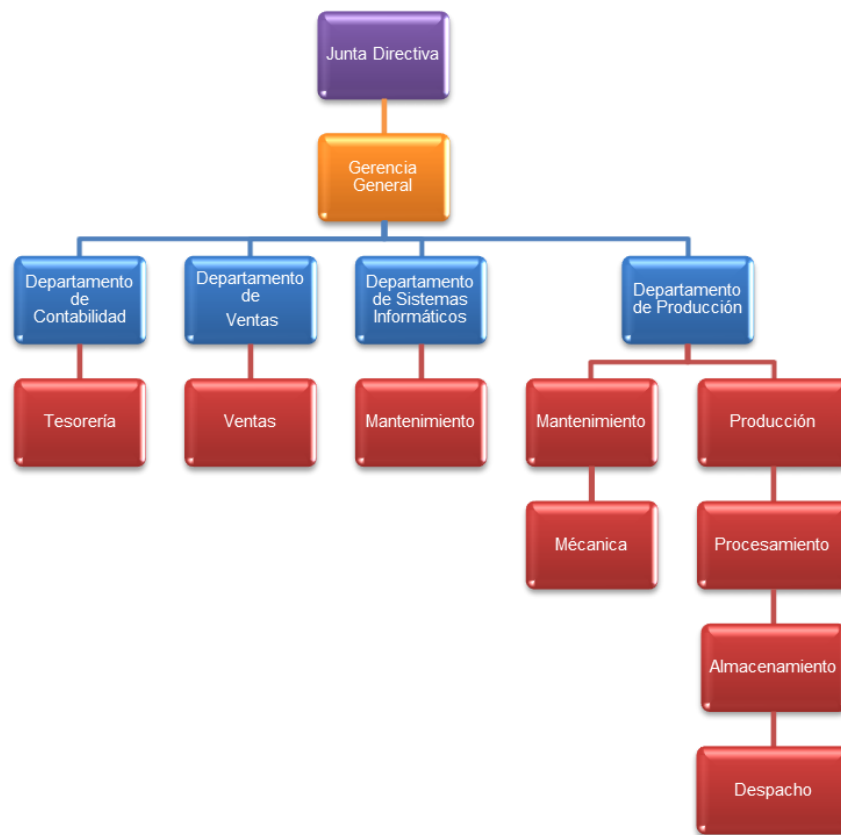 Junta Directiva
Gerencia
General
Departamento
de
Contabilidad
Departamento
de
Ventas
Departamento
de Sistemas
Informáticos
Departamento
de Producción
Tesorería
Ventas
Mantenimiento
Mantenimiento
Producción
Mécanica
Procesamiento
Almacenamiento
Despacho